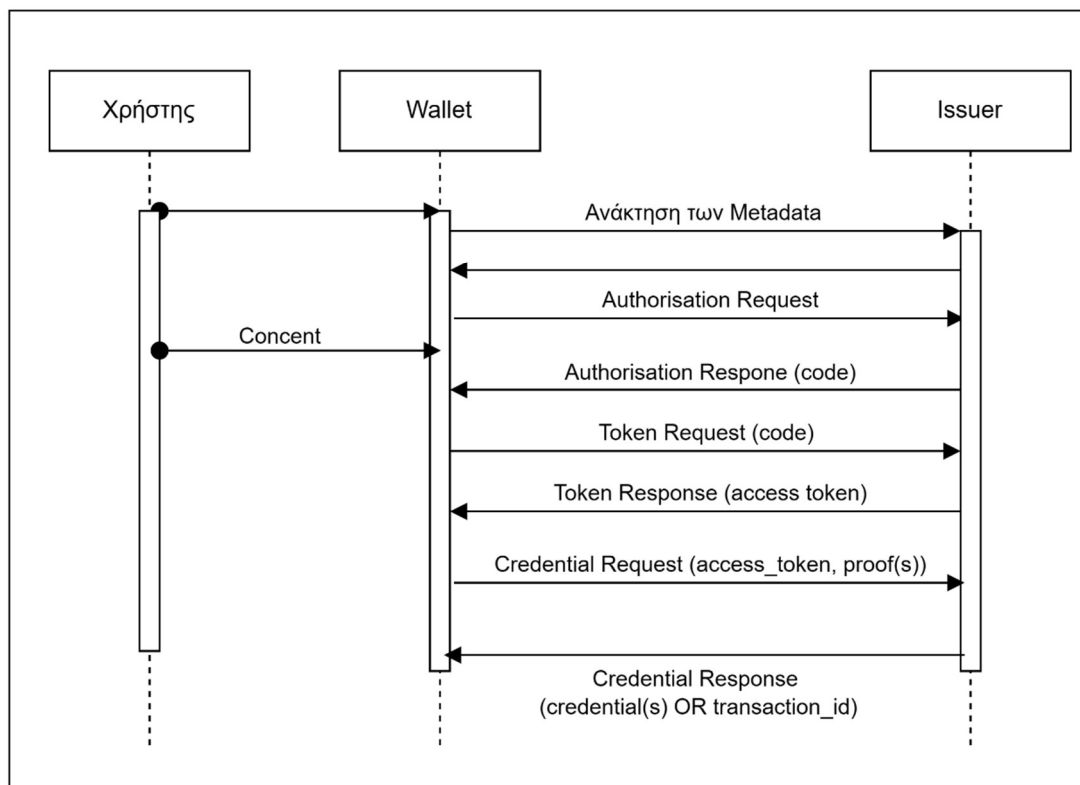 Χρήστης
Wallet
Issuer
Ανάκτηση των Metadata
Authorisation Request
Concent
Authorisation Respone (code)
Token Request (code)
Token Response (access token)
Credential Request (access_token, proof(s))
Credential Response
(credential(s) OR transaction_id)